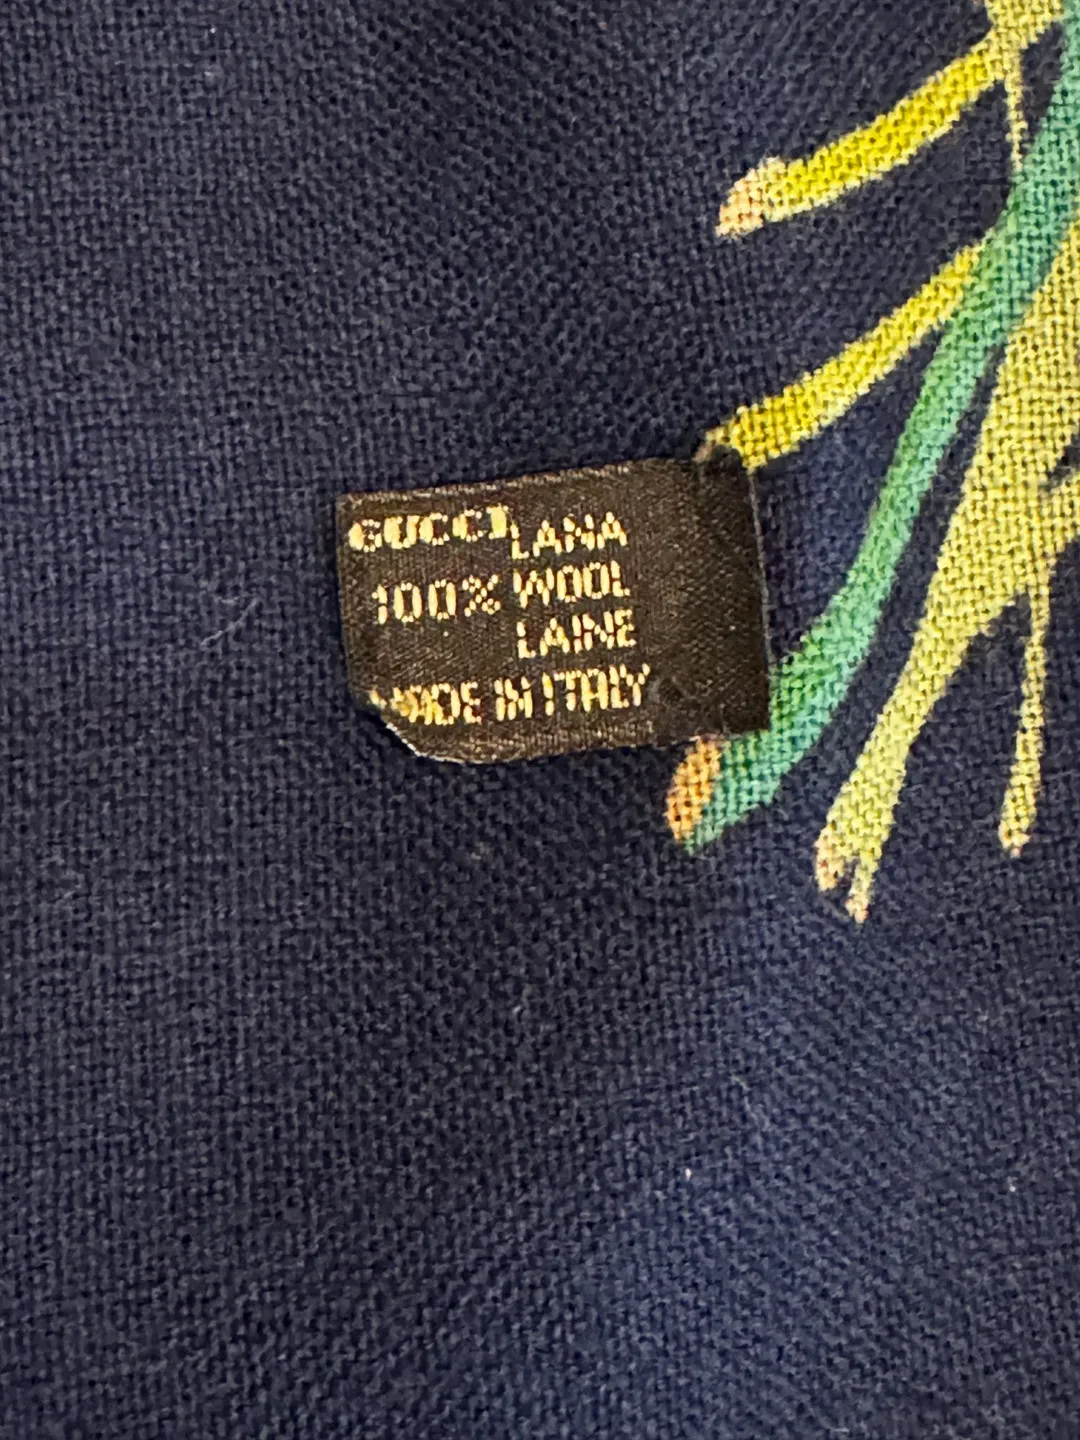 GUCCI LANA
100% WOOL
LAINE
MADE IN ITALY